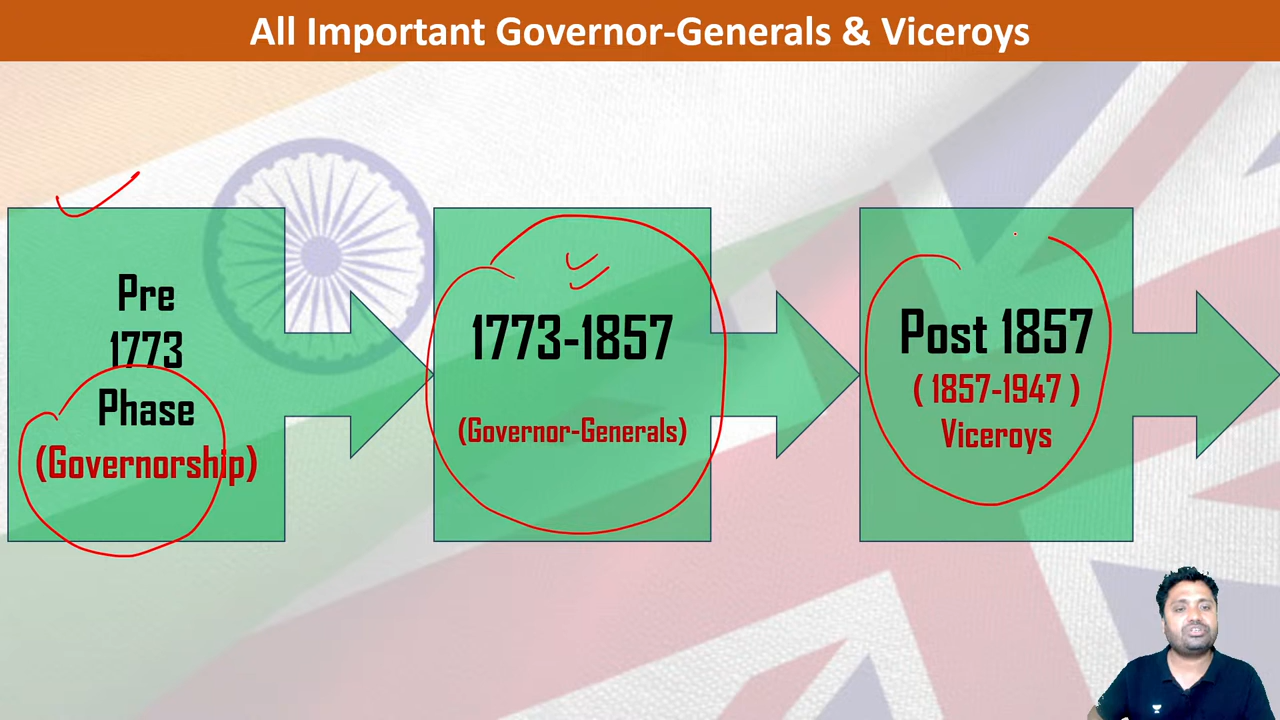 All Important Governor-Generals & Viceroys
Pre
1773
Phase
(Governorship)
1773-1857
(Governor-Generals)
Post 1857
( 1857-1947 )
Viceroys